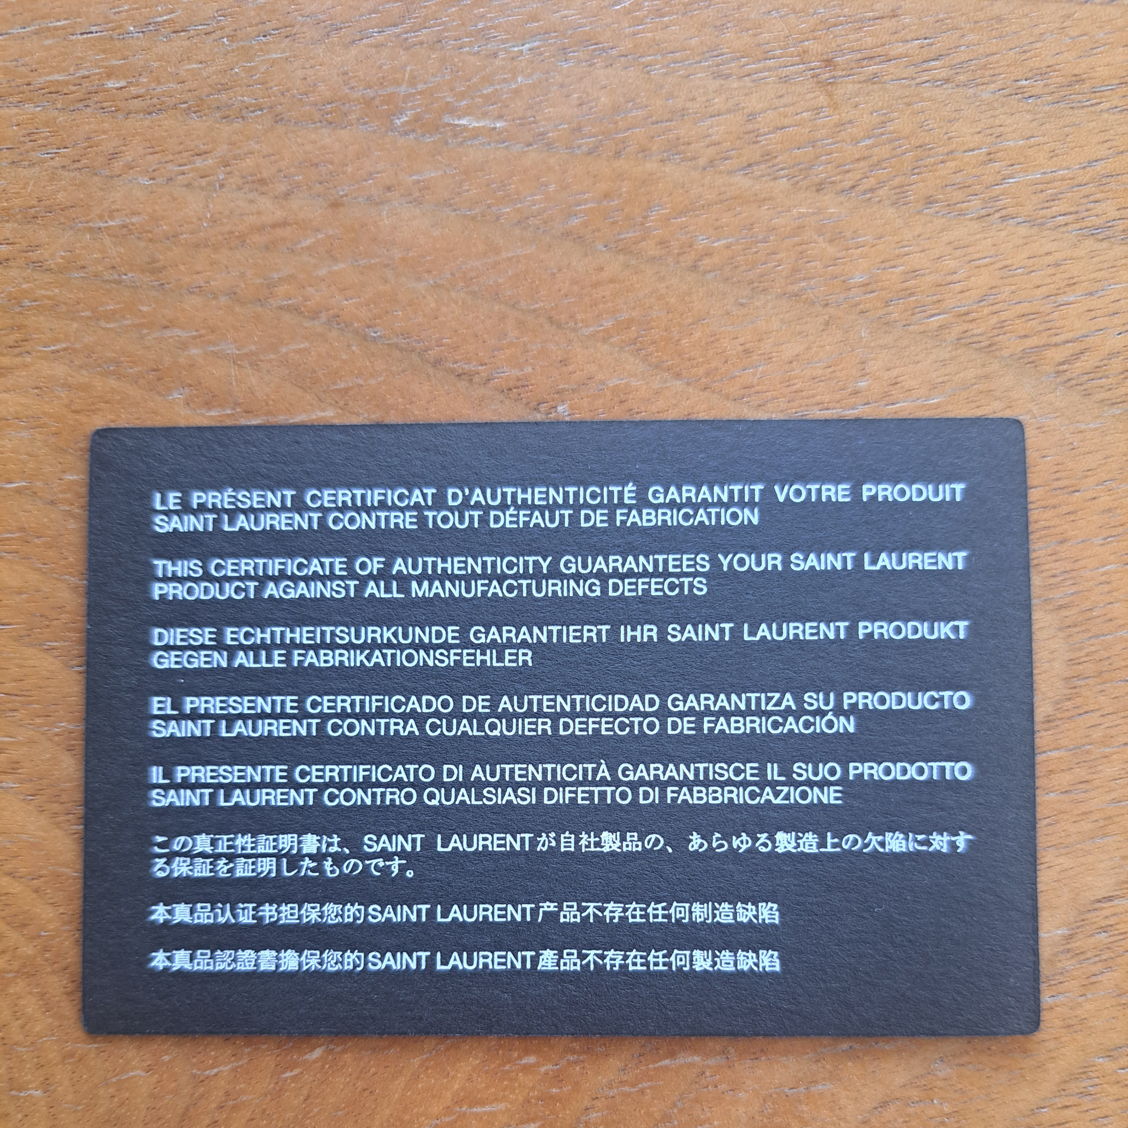 LE PRÉSENT CERTIFICAT D'AUTHENTICITÉ GARANTIT VOTRE PRODUIT
SAINT LAURENT CONTRE TOUT DÉFAUT DE FABRICATION
THIS CERTIFICATE OF AUTHENTICITY GUARANTEES YOUR SAINT LAURENT
PRODUCT AGAINST ALL MANUFACTURING DEFECTS
DIESE ECHTHEITSURKUNDE GARANTIERT IHR SAINT LAURENT PRODUKT
GEGEN ALLE FABRIKATIONSFEHLER
EL PRESENTE CERTIFICADO DE AUTENTICIDAD GARANTIZA SU PRODUCTO
SAINT LAURENT CONTRA CUALQUIER DEFECTO DE FABRICACIÓN
IL PRESENTE CERTIFICATO DI AUTENTICITÀ GARANTISCE IL SUO PRODOTTO
SAINT LAURENT CONTRO QUALSIASI DIFETTO DI FABBRICAZIONE
この真正性証明書は、SAINT LAURENTが自社製品の、あらゆる製造上の欠陥に対す
る保証を証明したものです。
本真品认证书担保您的SAINT LAURENT产品不存在任何制造缺陷
本真品認證書擔保您的SAINT LAURENT產品不存在任何製造缺陷